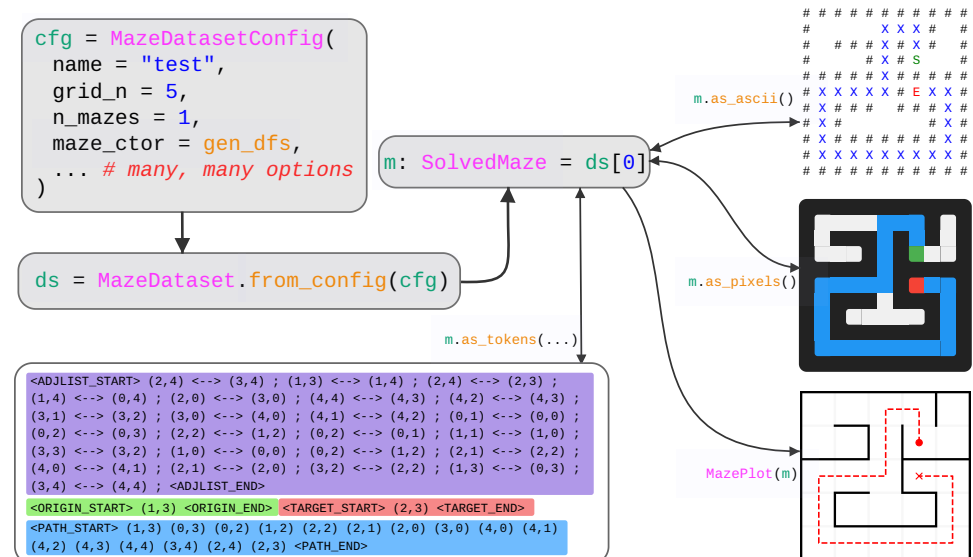 cfg = MazeDatasetConfig(
name = "test",
grid_n = 5,
n_mazes = 1,
maze_ctor = gen_dfs,
... # many, many options
)
ds = MazeDataset.from_config(cfg)
m: SolvedMaze = ds[0]
m.as_ascii()
# # # # # # # # # # #
#         X X X #   #
#   # # # X # X #   #
#       # X # S     #
# # # # # X # # # # #
# X X X X X # E X X #
# X # # #   # # # X #
# X #           # X #
# X # # # # # # # X #
# X X X X X X X X X #
# # # # # # # # # # #
m.as_pixels()
MazePlot(m)
m.as_tokens(...)
<ADJLIST_START> (2,4) <--> (3,4) ; (1,3) <--> (1,4) ; (2,4) <--> (2,3) ;
(1,4) <--> (0,4) ; (2,0) <--> (3,0) ; (4,4) <--> (4,3) ; (4,2) <--> (4,3) ;
(3,1) <--> (3,2) ; (3,0) <--> (4,0) ; (4,1) <--> (4,2) ; (0,1) <--> (0,0) ;
(0,2) <--> (0,3) ; (2,2) <--> (1,2) ; (0,2) <--> (0,1) ; (1,1) <--> (1,0) ;
(3,3) <--> (3,2) ; (1,0) <--> (0,0) ; (0,2) <--> (1,2) ; (2,1) <--> (2,2) ;
(4,0) <--> (4,1) ; (2,1) <--> (2,0) ; (3,2) <--> (2,2) ; (1,3) <--> (0,3) ;
(3,4) <--> (4,4) ; <ADJLIST_END>
<ORIGIN_START> (1,3) <ORIGIN_END> <TARGET_START> (2,3) <TARGET_END>
<PATH_START> (1,3) (0,3) (0,2) (1,2) (2,2) (2,1) (2,0) (3,0) (4,0) (4,1)
(4,2) (4,3) (4,4) (3,4) (2,4) (2,3) <PATH_END>